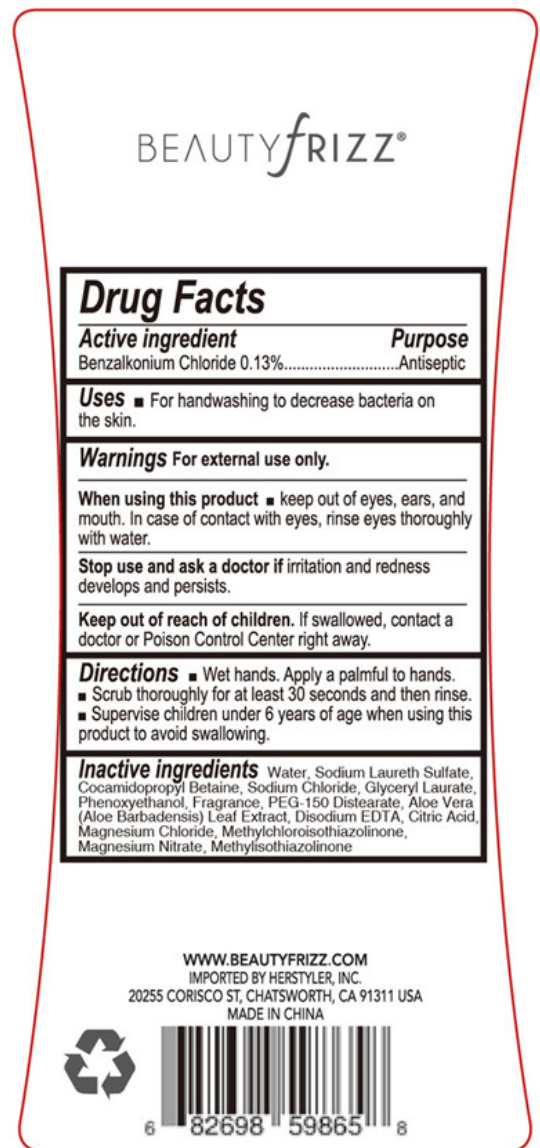 BEAUTYfRIZZ®
Drug Facts
Active ingredient Purpose
Benzalkonium Chloride 0.13%...........................Antiseptic
Uses ■ For handwashing to decrease bacteria on
the skin.
Warnings For external use only.
When using this product ■ keep out of eyes, ears, and
mouth. In case of contact with eyes, rinse eyes thoroughly
with water.
Stop use and ask a doctor if irritation and redness
develops and persists.
Keep out of reach of children. If swallowed, contact a
doctor or Poison Control Center right away.
Directions ■ Wet hands. Apply a palmful to hands.
■ Scrub thoroughly for at least 30 seconds and then rinse.
■ Supervise children under 6 years of age when using this
product to avoid swallowing.
Inactive ingredients Water, Sodium Laureth Sulfate,
Cocamidopropyl Betaine, Sodium Chloride, Glyceryl Laurate,
Phenoxyethanol, Fragrance, PEG-150 Distearate, Aloe Vera
(Aloe Barbadensis) Leaf Extract, Disodium EDTA, Citric Acid,
Magnesium Chloride, Methylchloroisothiazolinone,
Magnesium Nitrate, Methylisothiazolinone
WWW.BEAUTYFRIZZ.COM
IMPORTED BY HERSTYLER, INC.
20255 CORISCO ST, CHATSWORTH, CA 91311 USA
MADE IN CHINA
6 82698 59865 8